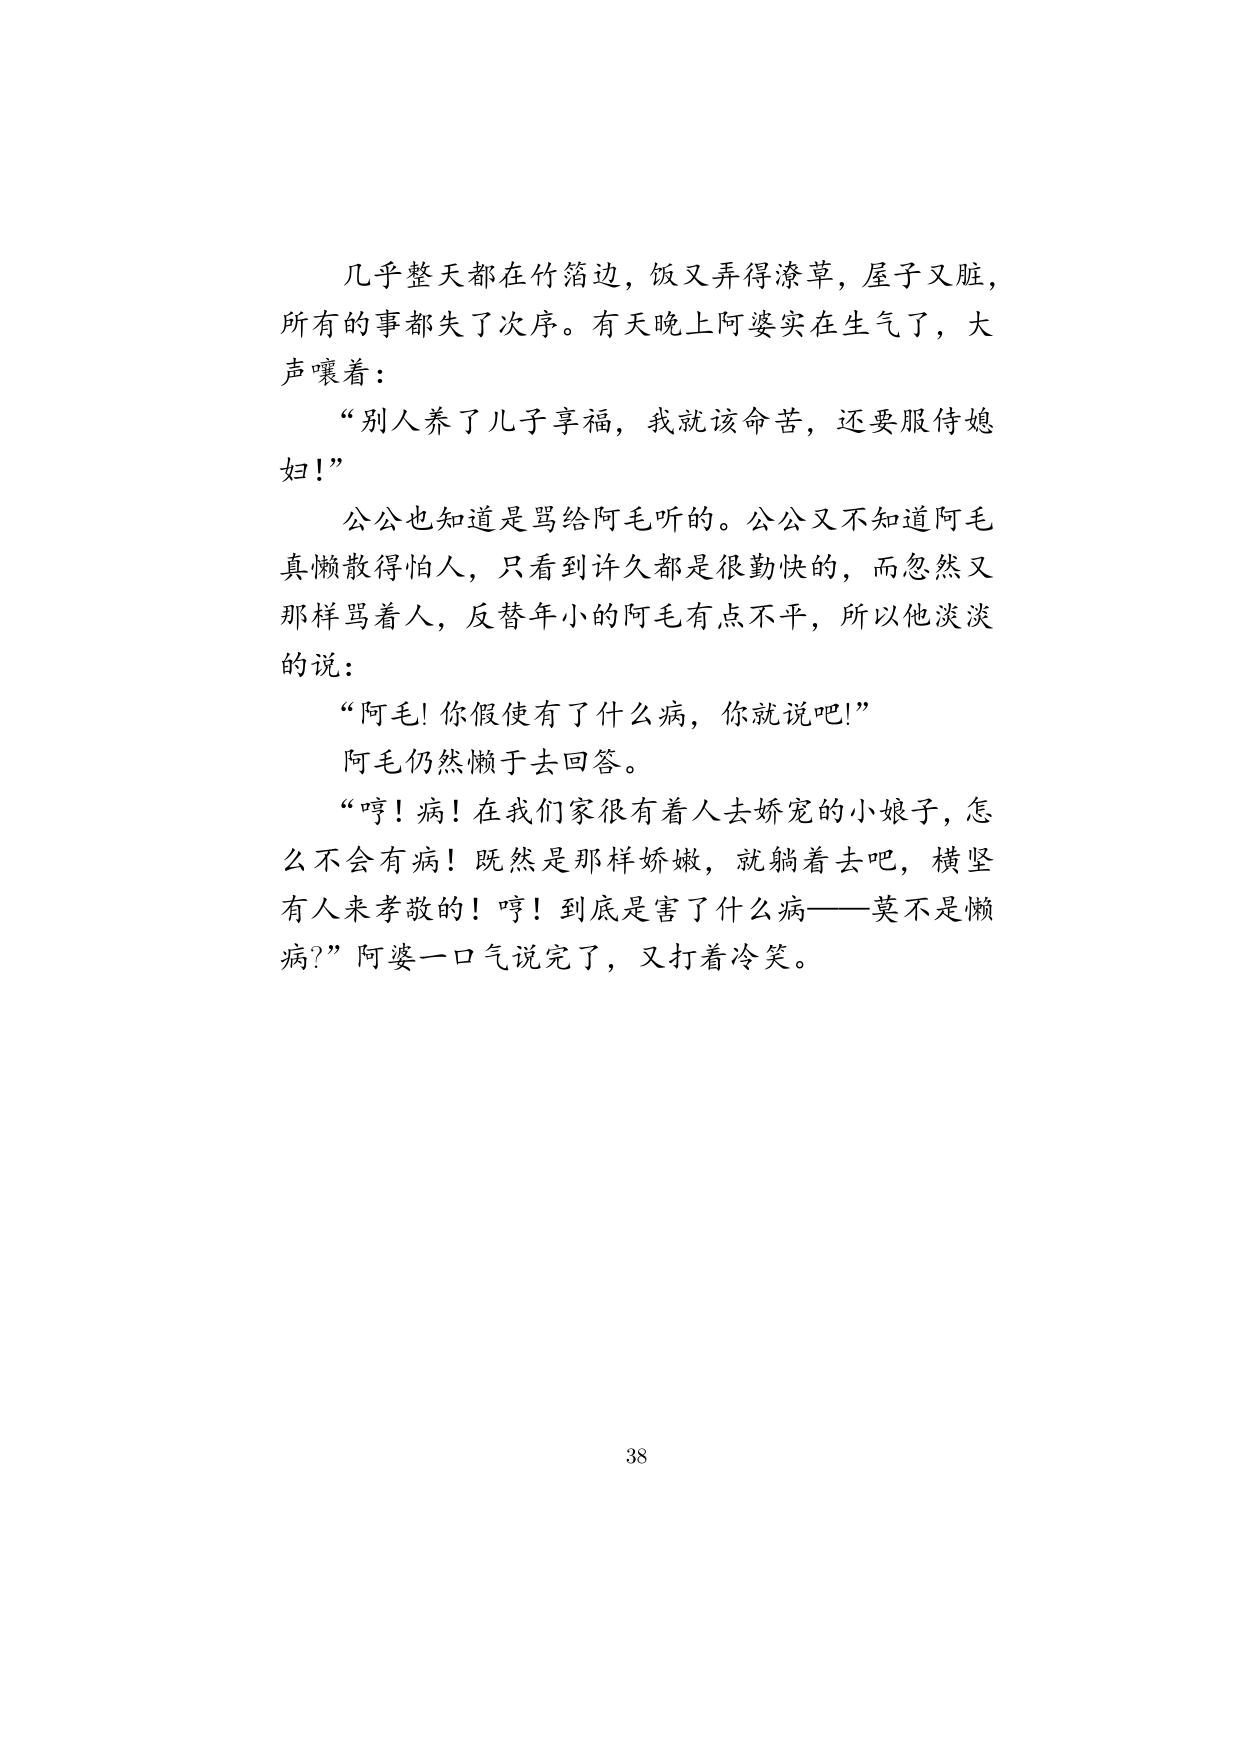 几乎整天都在竹箔边，饭又弄得潦草，屋子又脏，
所有的事都失了次序。有天晚上阿婆实在生气了，大
声嚷着：
“别人养了儿子享福，我就该命苦，还要服侍媳
妇！”
公公也知道是骂给阿毛听的。公公又不知道阿毛
真懒散得怕人，只看到许久都是很勤快的，而忽然又
那样骂着人，反替年小的阿毛有点不平，所以他淡淡
的说：
“阿毛! 你假使有了什么病，你就说吧!”
阿毛仍然懒于去回答。
“哼！病！在我们家很有着人去娇宠的小娘子，怎
么不会有病！既然是那样娇嫩，就躺着去吧，横坚
有人来孝敬的！哼！到底是害了什么病——莫不是懒
病?”阿婆一口气说完了，又打着冷笑。
38